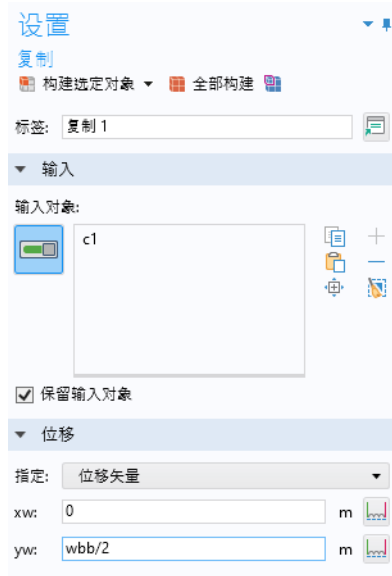 设置
复制
构建选定对象 全部构建
标签: 复制 1
输入
输入对象:
c1
保留输入对象
位移
指定: 位移矢量
xw: 0 m
yw: wbb/2 m